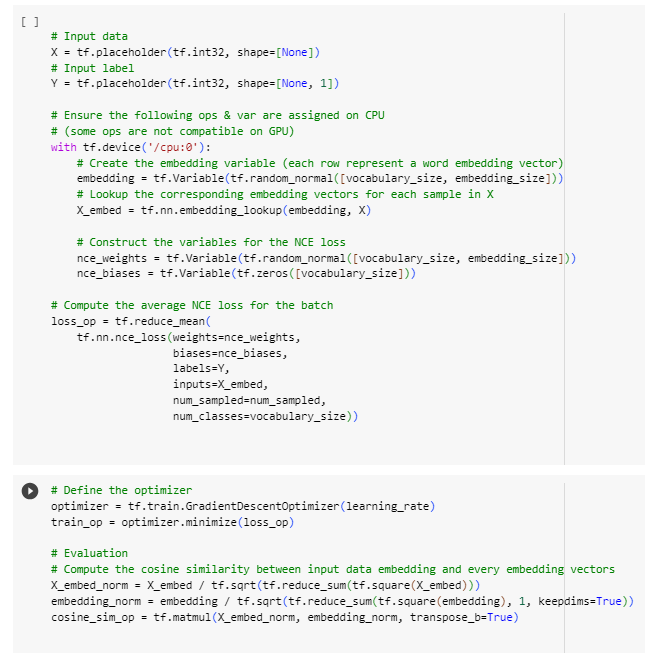 [ ]
# Input data
X = tf.placeholder(tf.int32, shape=[None])
# Input label
Y = tf.placeholder(tf.int32, shape=[None, 1])
# Ensure the following ops & var are assigned on CPU
# (some ops are not compatible on GPU)
with tf.device('/cpu:0'):
    # Create the embedding variable (each row represent a word embedding vector)
    embedding = tf.Variable(tf.random_normal([vocabulary_size, embedding_size]))
    # Lookup the corresponding embedding vectors for each sample in X
    X_embed = tf.nn.embedding_lookup(embedding, X)
    # Construct the variables for the NCE loss
    nce_weights = tf.Variable(tf.random_normal([vocabulary_size, embedding_size]))
    nce_biases = tf.Variable(tf.zeros([vocabulary_size]))
# Compute the average NCE loss for the batch
loss_op = tf.reduce_mean(
    tf.nn.nce_loss(weights=nce_weights,
                   biases=nce_biases,
                   labels=Y,
                   inputs=X_embed,
                   num_sampled=num_sampled,
                   num_classes=vocabulary_size))
# Define the optimizer
optimizer = tf.train.GradientDescentOptimizer(learning_rate)
train_op = optimizer.minimize(loss_op)
# Evaluation
# Compute the cosine similarity between input data embedding and every embedding vectors
X_embed_norm = X_embed / tf.sqrt(tf.reduce_sum(tf.square(X_embed)))
embedding_norm = embedding / tf.sqrt(tf.reduce_sum(tf.square(embedding), 1, keepdims=True))
cosine_sim_op = tf.matmul(X_embed_norm, embedding_norm, transpose_b=True)